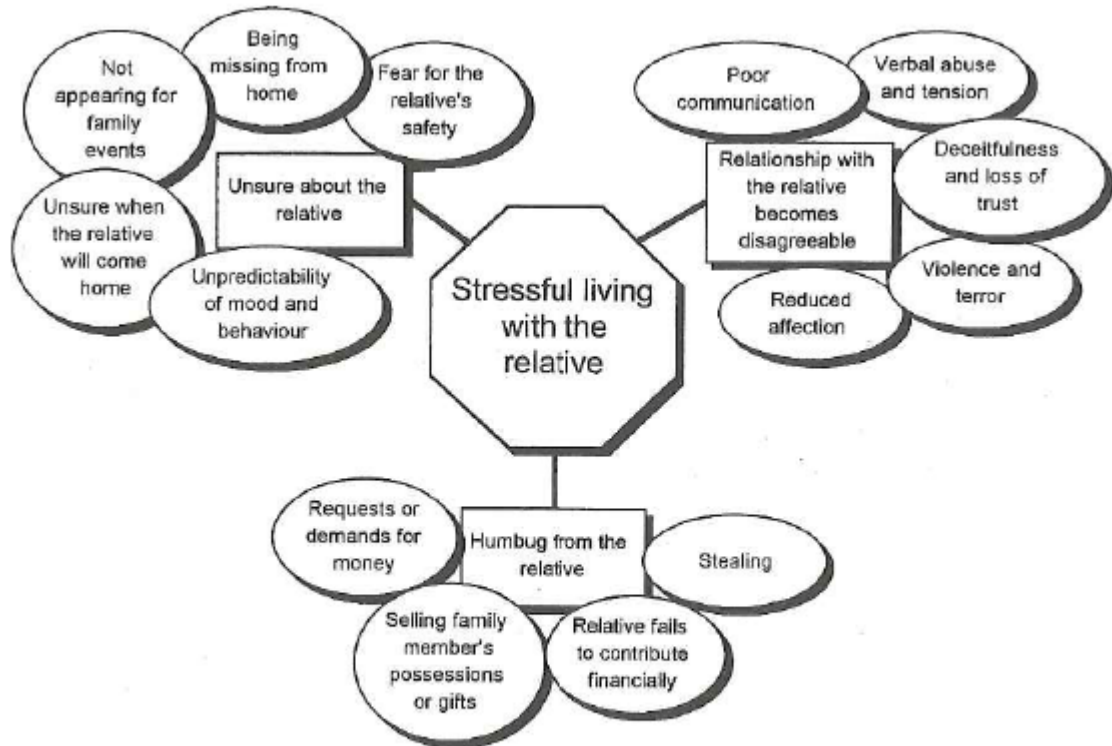 Being
missing from
home
Not
appearing for
family
events
Fear for the
relative's
safety
Unsure about the
relative
Unsure when
the relative
will come
home
Unpredictability
of mood and
behaviour
Poor
communication
Verbal abuse
and tension
Relationship with
the relative
becomes
disagreeable
Deceitfulness
and loss of
trust
Violence and
terror
Reduced
affection
Stressful living
with the
relative
Requests or
demands for
money
Humbug from the
relative
Stealing
Selling family
member's
possessions
or gifts
Relative fails
to contribute
financially